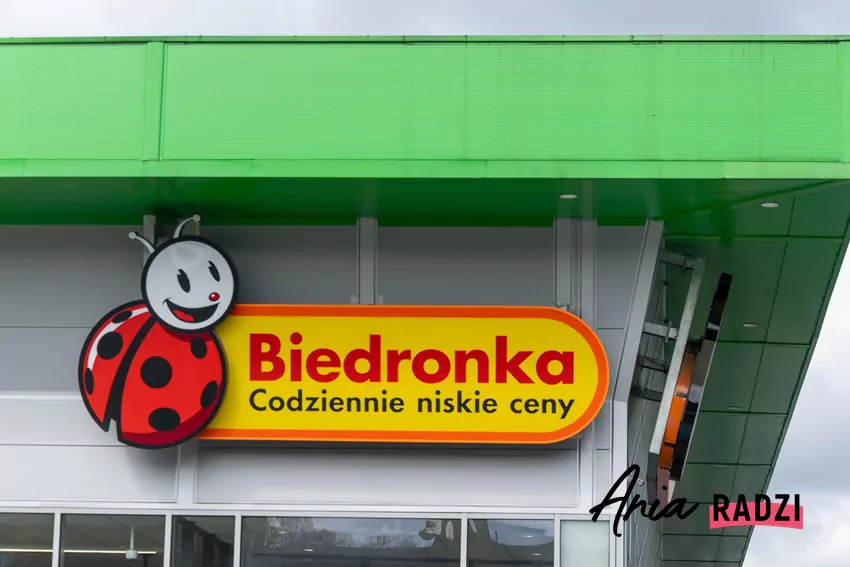 Biedronka
Codziennie niskie ceny
Ania RADZI